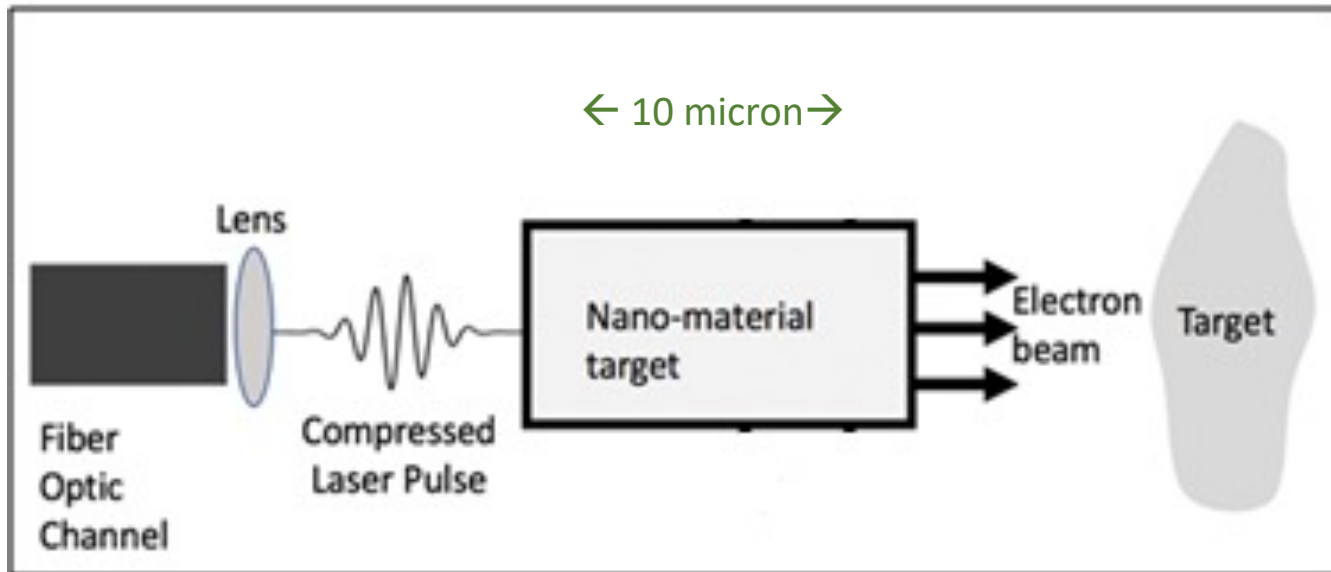 ← 10 micron→
Lens
Nano-material
target
Electron
beam
Target
Compressed
Laser Pulse
Fiber
Optic
Channel